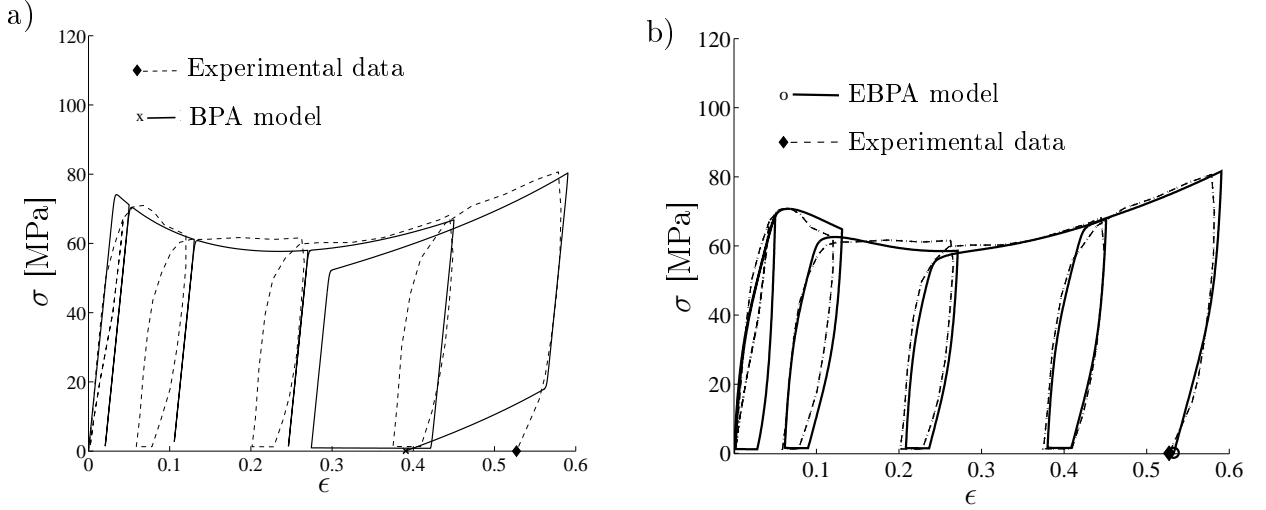 a)
120
100
80
60
40
20
0
σ [MPa]
Experimental data
x BPA model
0 0.1 0.2 0.3 0.4 0.5 0.6
ϵ
b)
120
100
80
60
40
20
0
σ [MPa]
EBPA model
Experimental data
0.1 0.2 0.3 0.4 0.5 0.6
ϵ